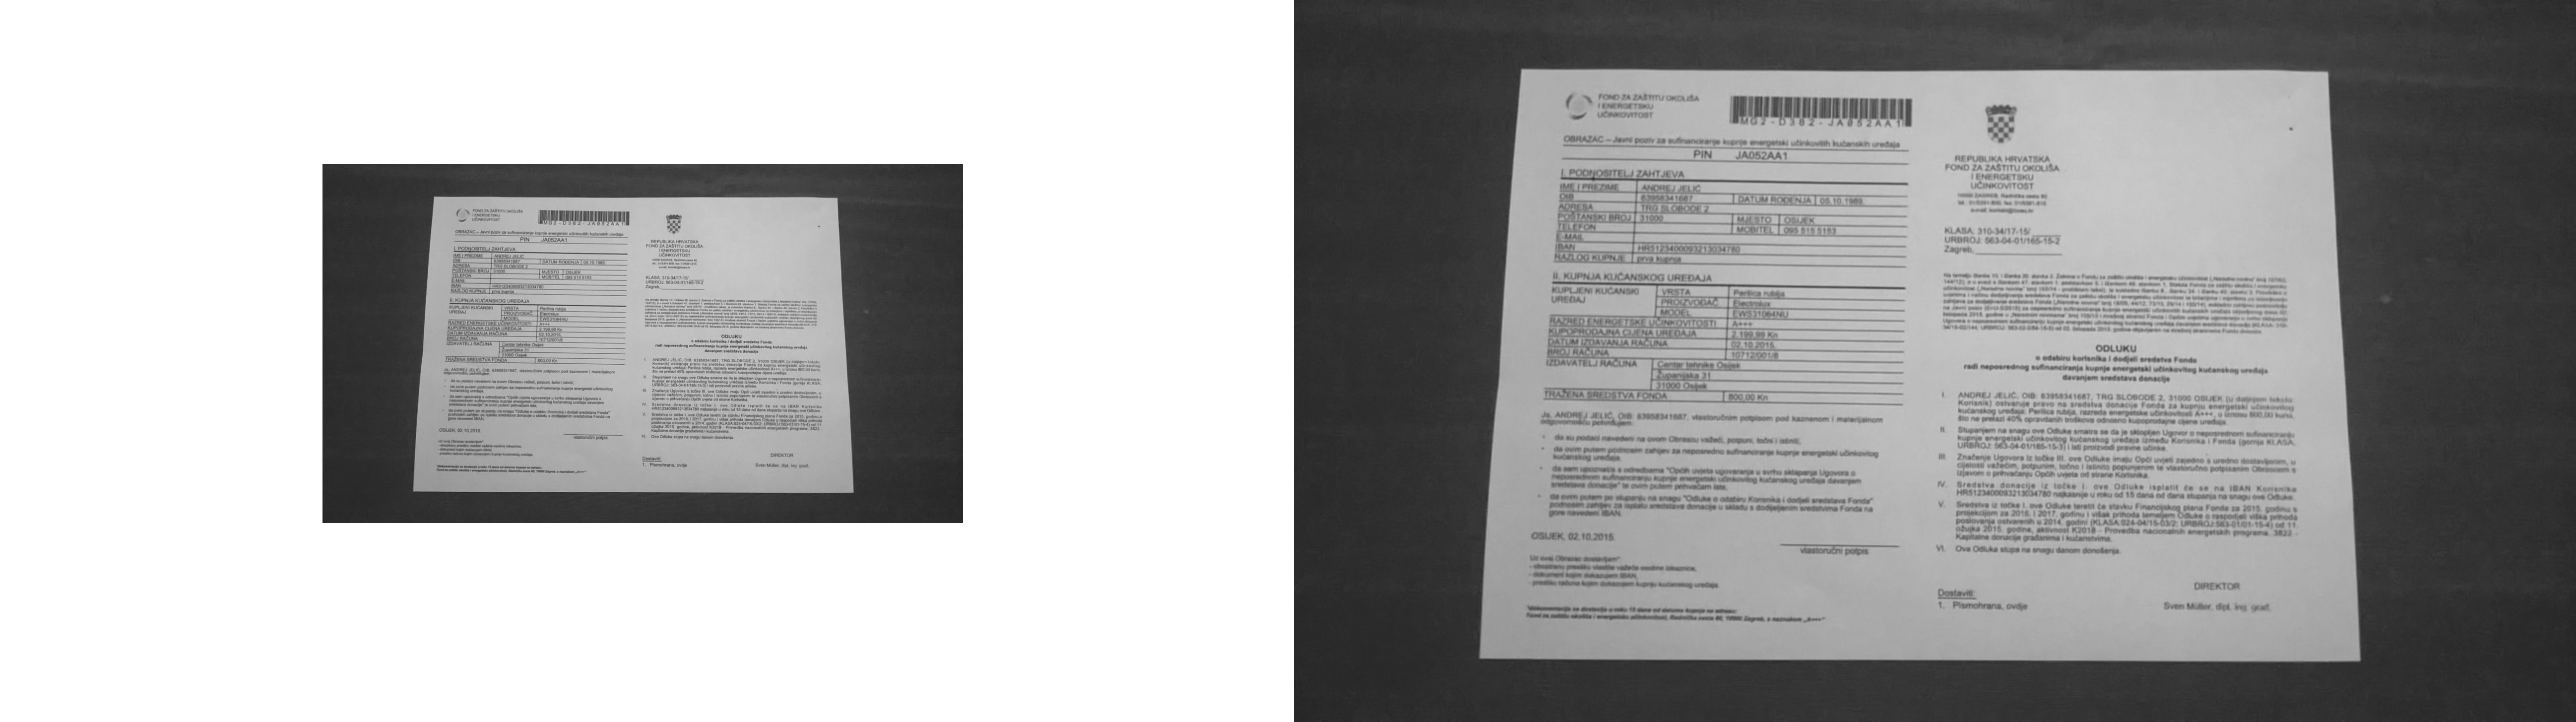 FOND ZA ZAŠTITU OKOLIŠA
I ENERGETSKU
UČINKOVITOST
MG2-D382-JA052AA1
OBRAZAC – Javni poziv za sufinanciranje kupnje energetski učinkovitih kućanskih uređaja
PIN JA052AA1
I. PODNOSITELJ ZAHTJEVA
IME I PREZIME ANDREJ JELIĆ
OIB 63958341687 DATUM ROĐENJA 05.10.1989.
ADRESA TRG SLOBODE 2
POŠTANSKI BROJ 31000 MJESTO OSIJEK
TELEFON MOBITEL 095 515 5153
E-MAIL
IBAN HR5123400093213034780
RAZLOG KUPNJE prva kupnja
II. KUPNJA KUĆANSKOG UREĐAJA
KUPLJENI KUĆANSKI UREĐAJ VRSTA Perilica rublja
PROIZVOĐAČ Electrolux
MODEL EWS31064NU
RAZRED ENERGETSKE UČINKOVITOSTI A+++
KUPOPRODAJNA CIJENA UREĐAJA 2.199,99 Kn
DATUM IZDAVANJA RAČUNA 02.10.2015.
BROJ RAČUNA 10712/001/8
IZDAVATELJ RAČUNA Centar tehnike Osijek
Županijska 31
31000 Osijek
TRAŽENA SREDSTVA FONDA 800,00 Kn
Ja, ANDREJ JELIĆ, OIB: 63958341687, vlastoručnim potpisom pod kaznenom i materijalnom
odgovornošću potvrđujem:
- da su podaci navedeni na ovom Obrascu važeći, potpuni, točni i istiniti,
- da ovim putem podnosim zahtjev za neposredno sufinanciranje kupnje energetski učinkovitog
kućanskog uređaja,
- da sam upoznat/a s odredbama "Općih uvjeta ugovaranja u svrhu sklapanja Ugovora o
neposrednom sufinanciranju kupnje energetski učinkovitog kućanskog uređaja davanjem
sredstava donacije" te ovim putem prihvaćam iste,
- da ovim putem po stupanju na snagu "Odluke o odabiru Korisnika i dodjeli sredstava Fonda"
podnosim zahtjev za isplatu sredstava donacije u skladu s dodijeljenim sredstvima Fonda na
gore navedeni IBAN.
OSIJEK, 02.10.2015.
vlastoručni potpis
Uz ovaj Obrazac dostavljam*:
- obostranu presliku vlastite važeće osobne iskaznice,
- dokument kojim dokazujem IBAN,
- presliku računa kojim dokazujem kupnju kućanskog uređaja.
*dokumentacija se dostavlja u roku 15 dana od datuma kupnje na adresu:
Fond za zaštitu okoliša i energetsku učinkovitost, Radnička cesta 80, 10000 Zagreb, s naznakom „A+++"
REPUBLIKA HRVATSKA
FOND ZA ZAŠTITU OKOLIŠA
I ENERGETSKU
UČINKOVITOST
10000 ZAGREB, Radnička cesta 80
KLASA: 310-34/17-15/
URBROJ: 563-04-01/165-15-2
Zagreb,
ODLUKU
o odabiru korisnika i dodjeli sredstva Fonda
radi neposrednog sufinanciranja kupnje energetski učinkovitog kućanskog uređaja
davanjem sredstava donacije
I. ANDREJ JELIĆ, OIB: 63958341687, TRG SLOBODE 2, 31000 OSIJEK (u daljnjem tekstu:
Korisnik) ostvaruje pravo na sredstva donacije Fonda za kupnju energetski učinkovitog
kućanskog uređaja: Perilica rublja, razreda energetske učinkovitosti A+++, u iznosu 800,00 kuna,
što ne prelazi 40% opravdanih troškova odnosno kupoprodajne cijene uređaja.
II. Stupanjem na snagu ove Odluke smatra se da je sklopljen Ugovor o neposrednom sufinanciranju
kupnje energetski učinkovitog kućanskog uređaja između Korisnika i Fonda (gornja KLASA,
URBROJ: 563-04-01/165-15-3) i isti proizvodi pravne učinke.
III. Značenje Ugovora iz točke III. ove Odluke imaju Opći uvjeti zajedno s uredno dostavljenim, u
cijelosti važećim, potpunim, točno i istinito popunjenim te vlastoručno potpisanim Obrascem s
izjavom o prihvaćanju Općih uvjeta od strane Korisnika.
IV. Sredstva donacije iz točke I. ove Odluke isplatit će se na IBAN Korisnika
HR5123400093213034780 najkasnije u roku od 15 dana od dana stupanja na snagu ove Odluke.
V. Sredstva iz točke I. ove Odluke teretit će stavku Financijskog plana Fonda za 2015. godinu s
projekcijom za 2016. i 2017. godinu i višak prihoda temeljem Odluke o rasporedu viška prihoda
poslovanja ostvarenih u 2014. godini (KLASA:024-04/15-03/2; URBROJ:563-01/01-15-4) od 11.
ožujka 2015. godine, aktivnost K2018 - Provedba nacionalnih energetskih programa, 3822 -
Kapitalne donacije građanima i kućanstvima.
VI. Ova Odluka stupa na snagu danom donošenja.
DIREKTOR
Sven Müller, dipl. ing. građ.
Dostaviti:
1. Pismohrana, ovdje